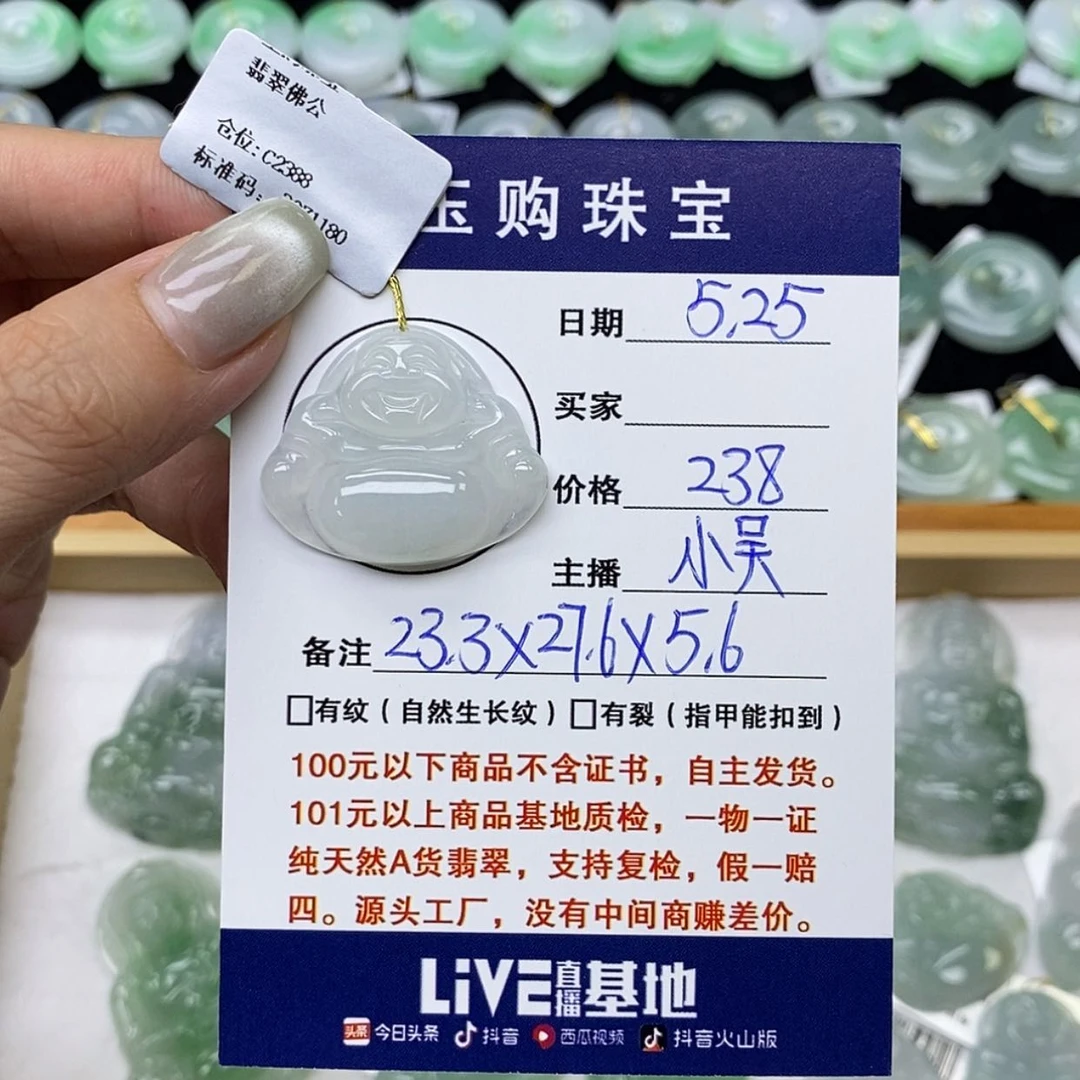 翡翠佛公
仓位:C2388
标准码:
1180
玉购珠宝
日期 5.25
买家
价格 238
主播 小吴
备注 23.3X27.6X5.6
□有纹(自然生长纹) □有裂(指甲能扣到)
100元以下商品不含证书,自主发货。
101元以上商品基地质检,一物一证
纯天然A货翡翠,支持复检,假一赔
四。源头工厂,没有中间商赚差价。
LiVE直播基地
头条 今日头条 抖音 西瓜视频 抖音火山版